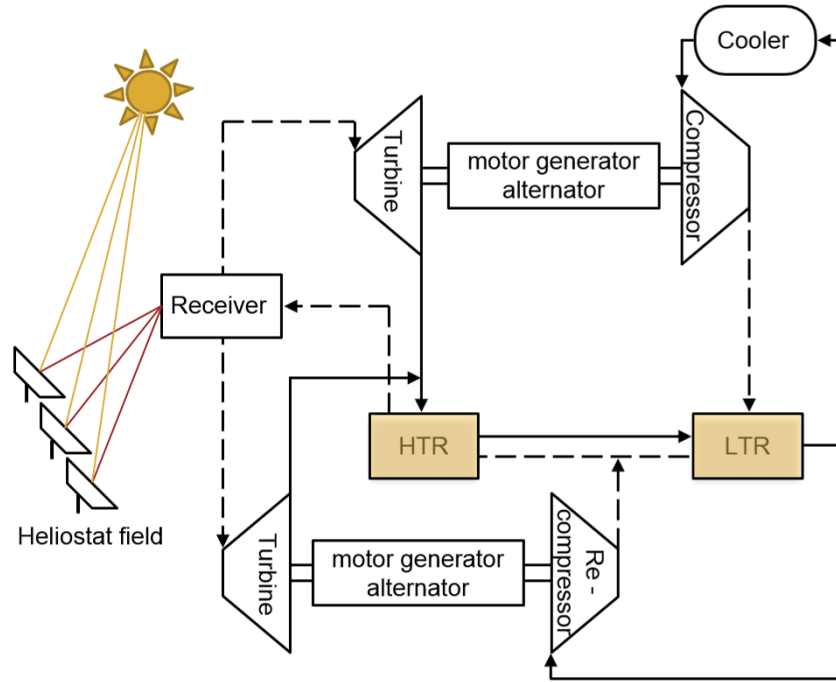 Cooler
Turbine
motor generator
alternator
Compressor
Receiver
HTR
LTR
Heliostat field
Turbine
motor generator
alternator
Re -
compressor